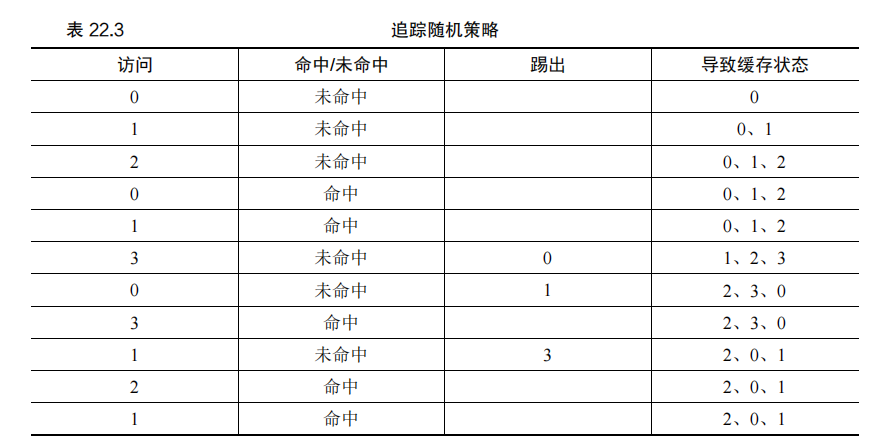 表 22.3 追踪随机策略
访问 命中/未命中 踢出 导致缓存状态
0 未命中 0
1 未命中 0、1
2 未命中 0、1、2
0 命中 0、1、2
1 命中 0、1、2
3 未命中 0 1、2、3
0 未命中 1 2、3、0
3 命中 2、3、0
1 未命中 3 2、0、1
2 命中 2、0、1
1 命中 2、0、1